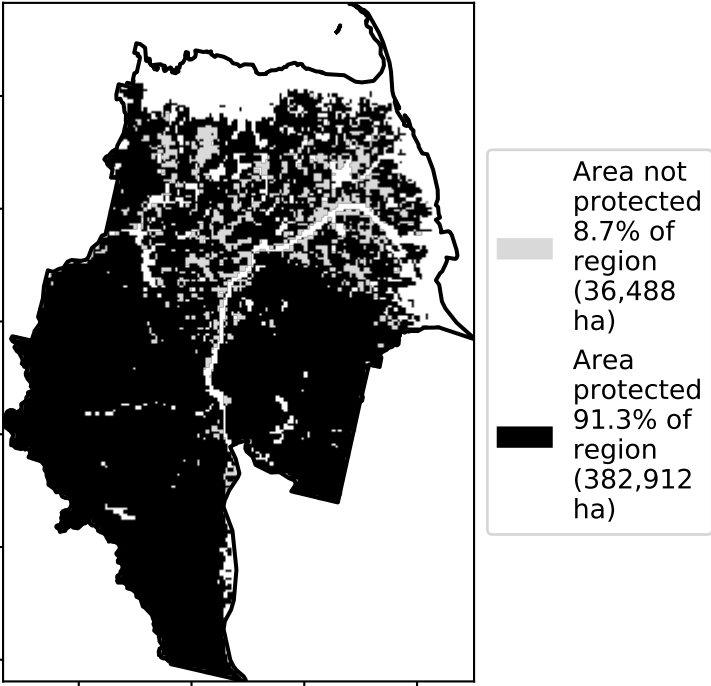 Area not
protected
8.7% of
region
(36,488
ha)
Area
protected
91.3% of
region
(382,912
ha)